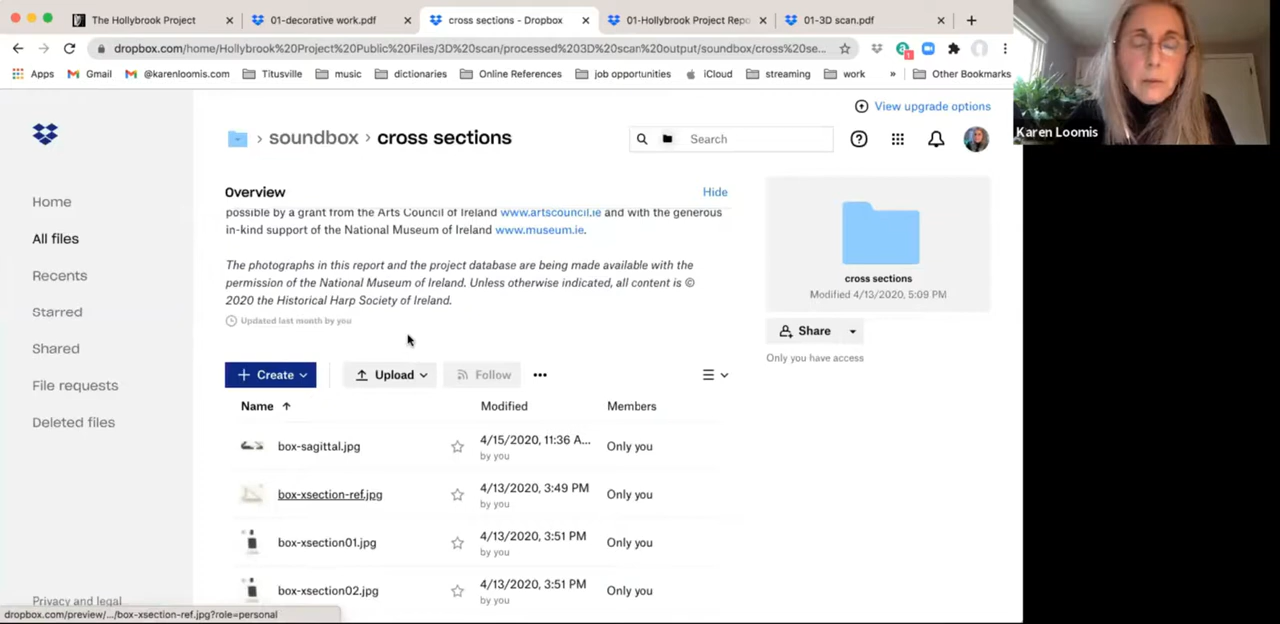 The Hollybrook Project
01-decorative work.pdf
cross sections - Dropbox
01-Hollybrook Project Repo
01-3D scan.pdf
dropbox.com/home/Hollybrook%20Project%20Public%20Files/3D%20scan/processed%203D%20scan%20output/soundbox/cross%20se...
Apps
Gmail
@karenloomis.com
Titusville
music
dictionaries
Online References
job opportunities
iCloud
streaming
work
»
Other Bookmarks
Karen Loomis
View upgrade options
› soundbox › cross sections
Search
Home
All files
Recents
Starred
Shared
File requests
Deleted files
Privacy and legal
Overview
Hide
possible by a grant from the Arts Council of Ireland www.artscouncil.ie and with the generous
in-kind support of the National Museum of Ireland www.museum.ie.
The photographs in this report and the project database are being made available with the
permission of the National Museum of Ireland. Unless otherwise indicated, all content is ©
2020 the Historical Harp Society of Ireland.
Updated last month by you
cross sections
Modified 4/13/2020, 5:09 PM
Share
Only you have access
+ Create
Upload
Follow
Name
Modified
Members
box-sagittal.jpg
4/15/2020, 11:36 A...
by you
Only you
box-xsection-ref.jpg
4/13/2020, 3:49 PM
by you
Only you
box-xsection01.jpg
4/13/2020, 3:51 PM
by you
Only you
box-xsection02.jpg
4/13/2020, 3:51 PM
by you
Only you
dropbox.com/preview/.../box-xsection-ref.jpg?role=personal